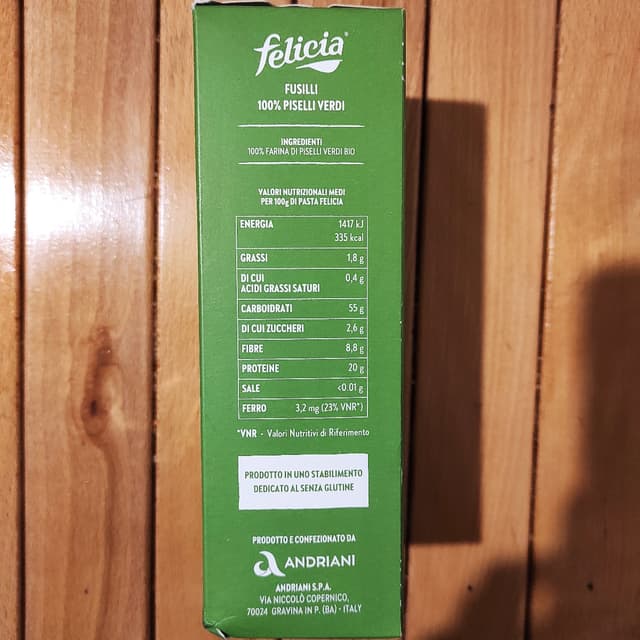 felicia®
FUSILLI
100% PISELLI VERDI
INGREDIENTI
100% FARINA DI PISELLI VERDI BIO
VALORI NUTRIZIONALI MEDI
PER 100g DI PASTA FELICIA
ENERGIA 1417 kJ
335 kcal
GRASSI 1,8 g
DI CUI 0,4 g
ACIDI GRASSI SATURI
CARBOIDRATI 55 g
DI CUI ZUCCHERI 2,6 g
FIBRE 8,8 g
PROTEINE 20 g
SALE <0.01 g
FERRO 3,2 mg (23% VNR*)
*VNR - Valori Nutritivi di Riferimento
PRODOTTO IN UNO STABILIMENTO
DEDICATO AL SENZA GLUTINE
PRODOTTO E CONFEZIONATO DA
ANDRIANI
ANDRIANI S.P.A.
VIA NICCOLÒ COPERNICO,
70024 GRAVINA IN P. (BA) - ITALY